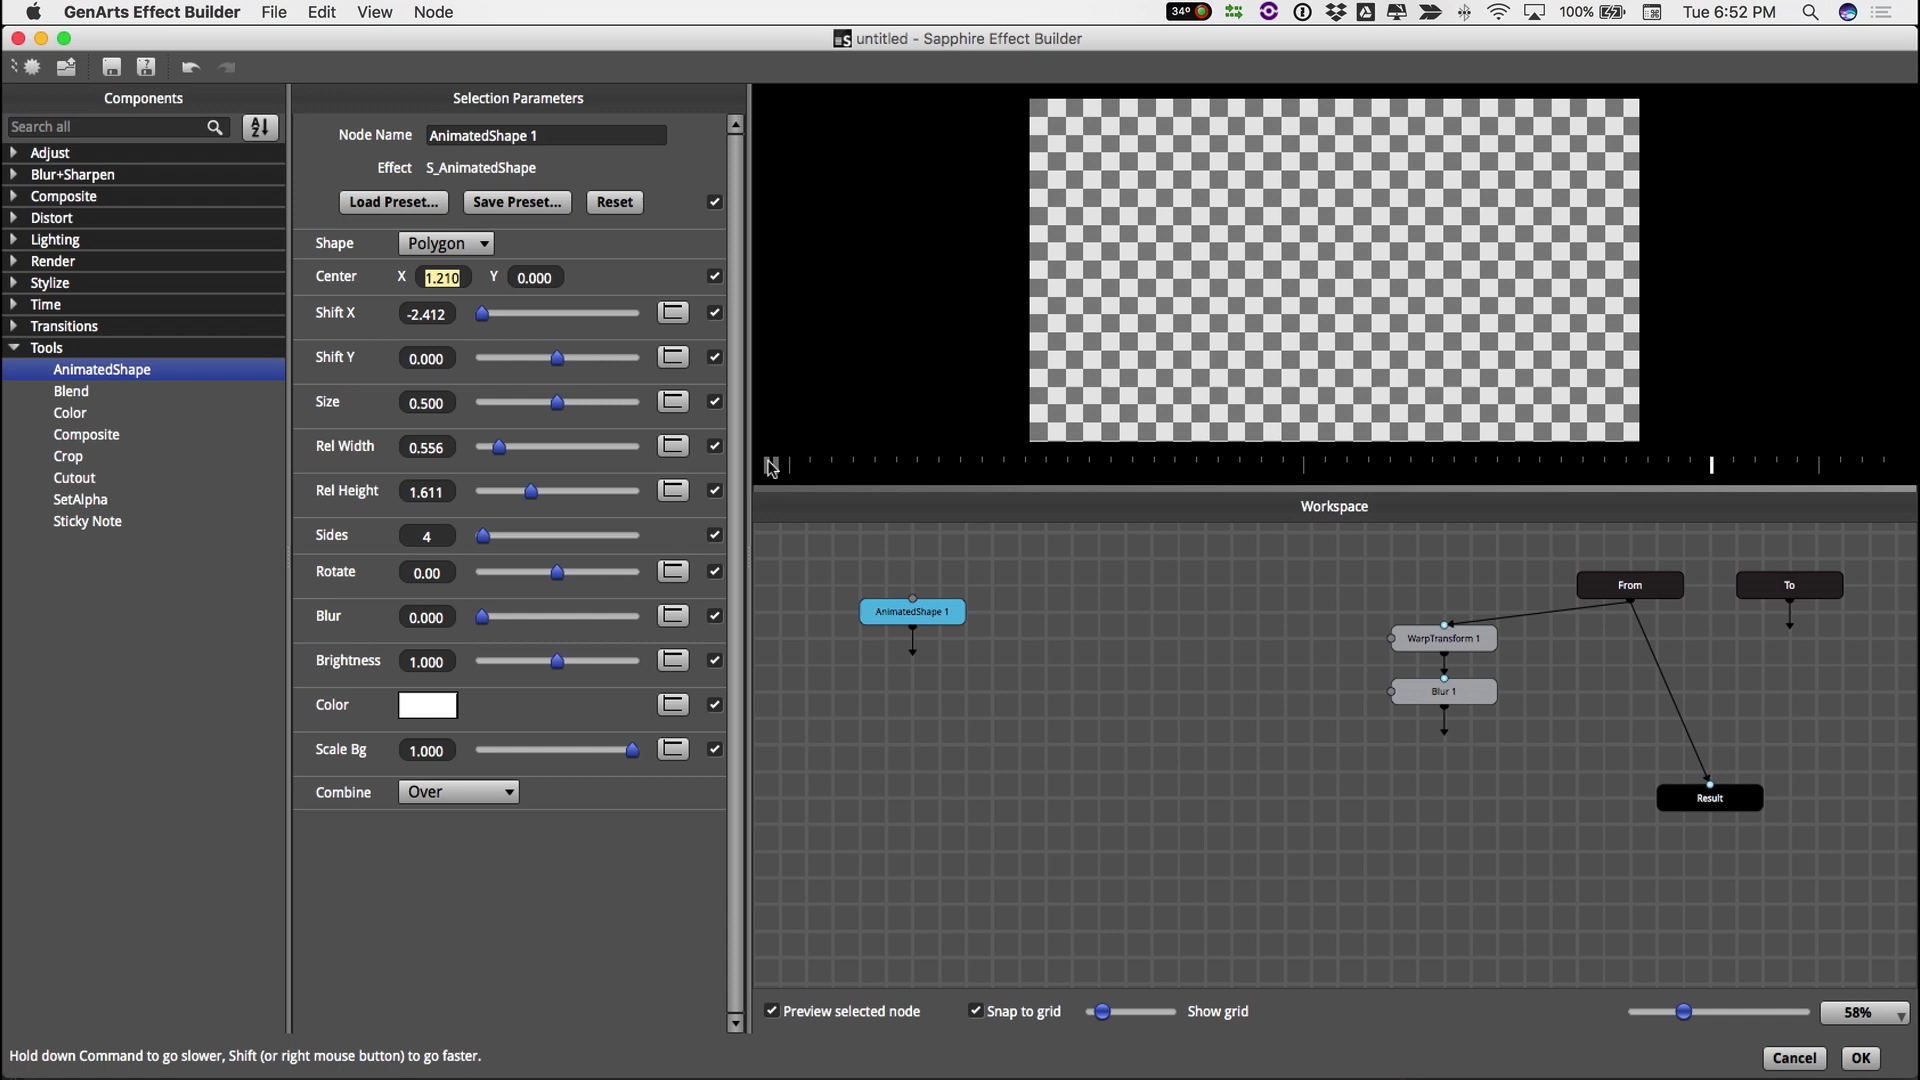 GenArts Effect Builder File Edit View Node 34° 100% Tue 6:52 PM
untitled - Sapphire Effect Builder
Components
Search all
Adjust
Blur+Sharpen
Composite
Distort
Lighting
Render
Stylize
Time
Transitions
Tools
AnimatedShape
Blend
Color
Composite
Crop
Cutout
SetAlpha
Sticky Note
Selection Parameters
Node Name AnimatedShape 1
Effect S_AnimatedShape
Load Preset... Save Preset... Reset
Shape Polygon
Center X 1.210 Y 0.000
Shift X -2.412
Shift Y 0.000
Size 0.500
Rel Width 0.556
Rel Height 1.611
Sides 4
Rotate 0.00
Blur 0.000
Brightness 1.000
Color
Scale Bg 1.000
Combine Over
Workspace
From To
AnimatedShape 1
WarpTransform 1
Blur 1
Result
Preview selected node Snap to grid Show grid 58%
Hold down Command to go slower, Shift (or right mouse button) to go faster.
Cancel OK